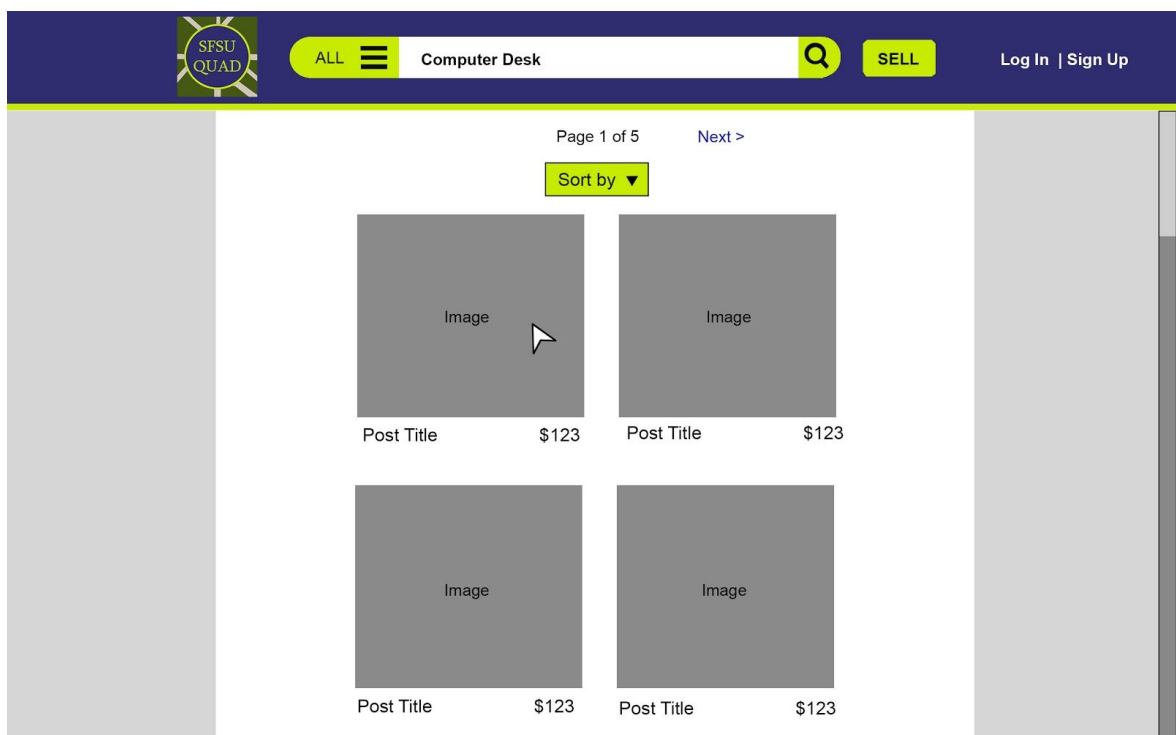 SFSU
QUAD
ALL
Computer Desk
SELL
Log In | Sign Up
Page 1 of 5 Next >
Sort by ▼
Image
Image
Post Title $123
Post Title $123
Image
Image
Post Title $123
Post Title $123